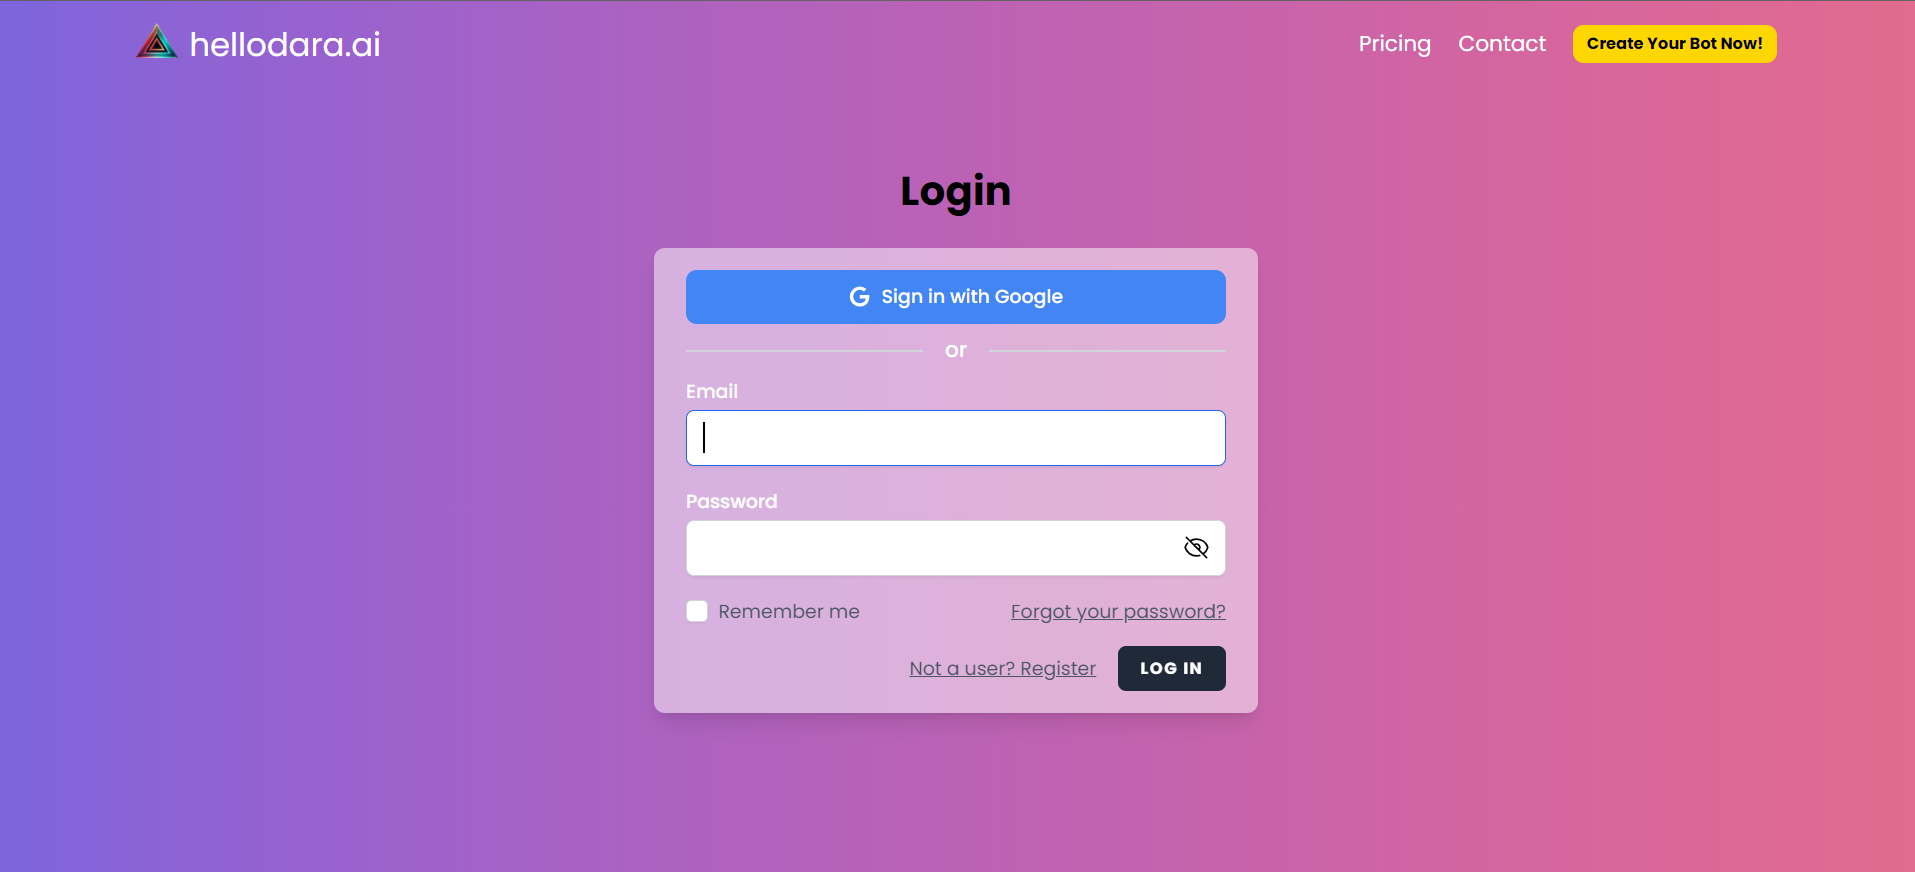 hellodara.ai
Pricing Contact Create Your Bot Now!
Login
Sign in with Google
or
Email
Password
Remember me Forgot your password?
Not a user? Register LOG IN